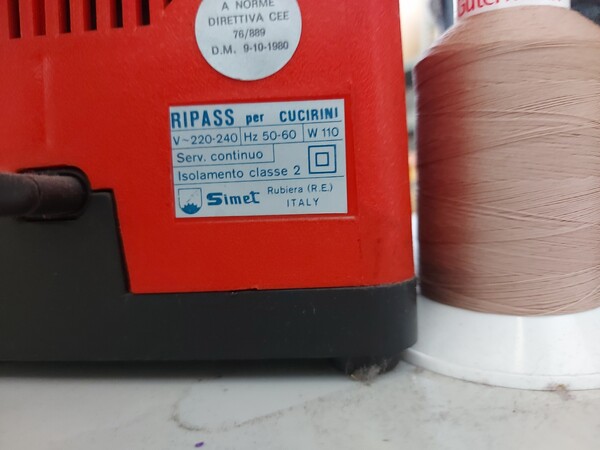 A NORME
DIRETTIVA CEE
76/889
D.M. 9-10-1980
RIPASS per CUCIRINI
V~220-240 Hz 50-60 W 110
Serv. continuo
Isolamento classe 2
Simet Rubiera (R.E.)
ITALY